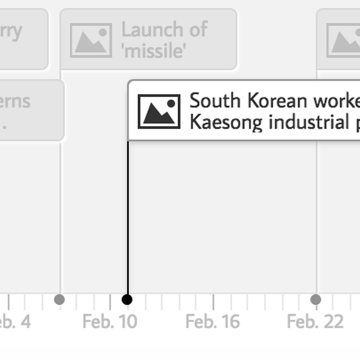 rry
Launch of
'missile'
erns
.
South Korean worke
Kaesong industrial p
eb. 4
Feb. 10
Feb. 16
Feb. 22